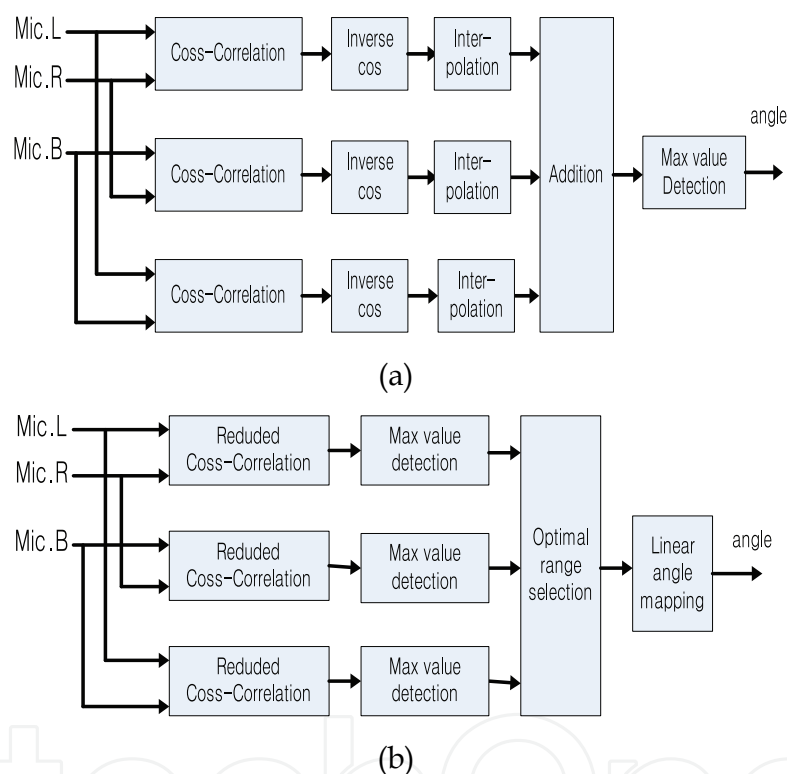 Mic.L
Mic.R
Mic.B
Coss-Correlation
Inverse
cos
Inter-
polation
Coss-Correlation
Inverse
cos
Inter-
polation
Coss-Correlation
Inverse
cos
Inter-
polation
Addition
Max value
Detection
angle
(a)
Mic.L
Mic.R
Mic.B
Reduded
Coss-Correlation
Max value
detection
Reduded
Coss-Correlation
Max value
detection
Reduded
Coss-Correlation
Max value
detection
Optimal
range
selection
Linear
angle
mapping
angle
(b)